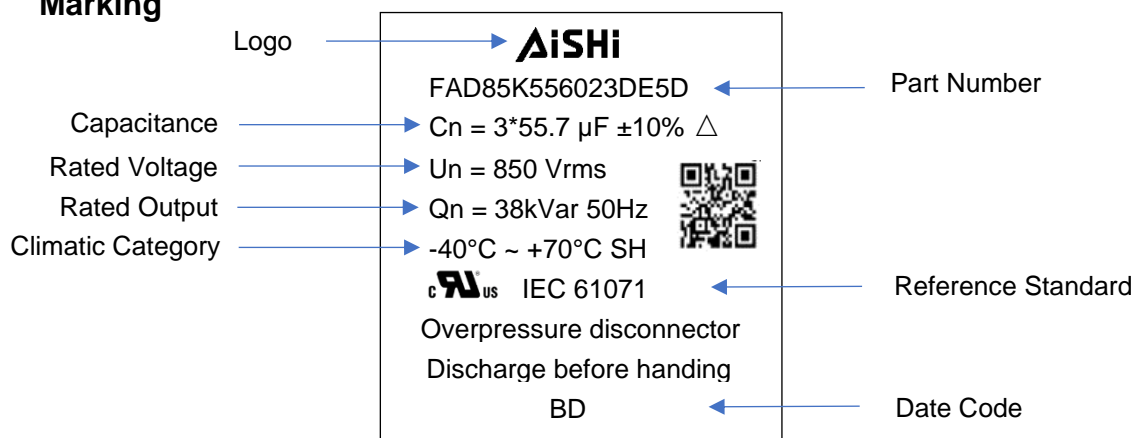 Marking
Logo
AiSHi
FAD85K556023DE5D
Part Number
Capacitance
Cn = 3*55.7 µF ±10% △
Rated Voltage
Un = 850 Vrms
Rated Output
Qn = 38kVar 50Hz
Climatic Category
-40°C ~ +70°C SH
c RU us IEC 61071
Reference Standard
Overpressure disconnector
Discharge before handing
BD
Date Code